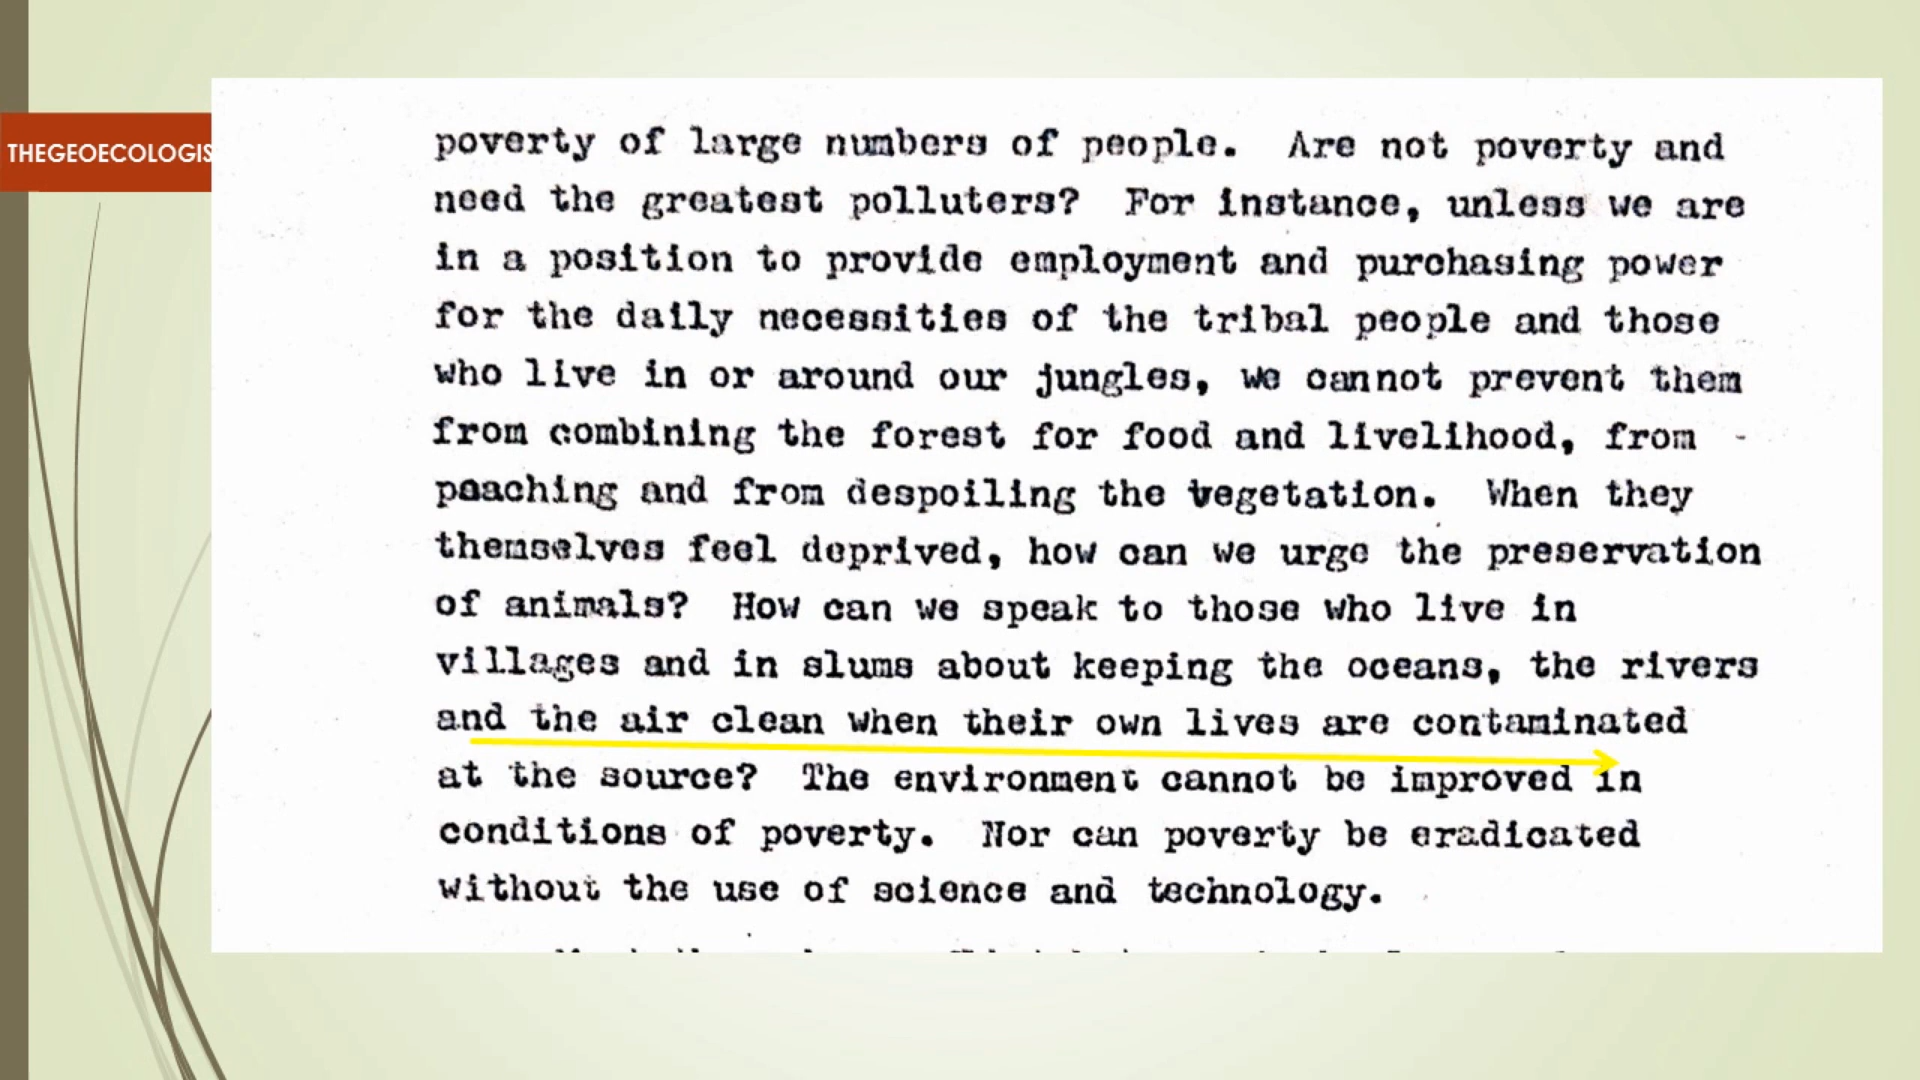 THEGEOECOLOGIS
poverty of large numbers of people. Are not poverty and
need the greatest polluters? For instance, unless we are
in a position to provide employment and purchasing power
for the daily necessities of the tribal people and those
who live in or around our jungles, we cannot prevent them
from combining the forest for food and livelihood, from -
poaching and from despoiling the vegetation. When they
themselves feel deprived, how can we urge the preservation
of animals? How can we speak to those who live in
villages and in slums about keeping the oceans, the rivers
and the air clean when their own lives are contaminated
at the source? The environment cannot be improved in
conditions of poverty. Nor can poverty be eradicated
without the use of science and technology.